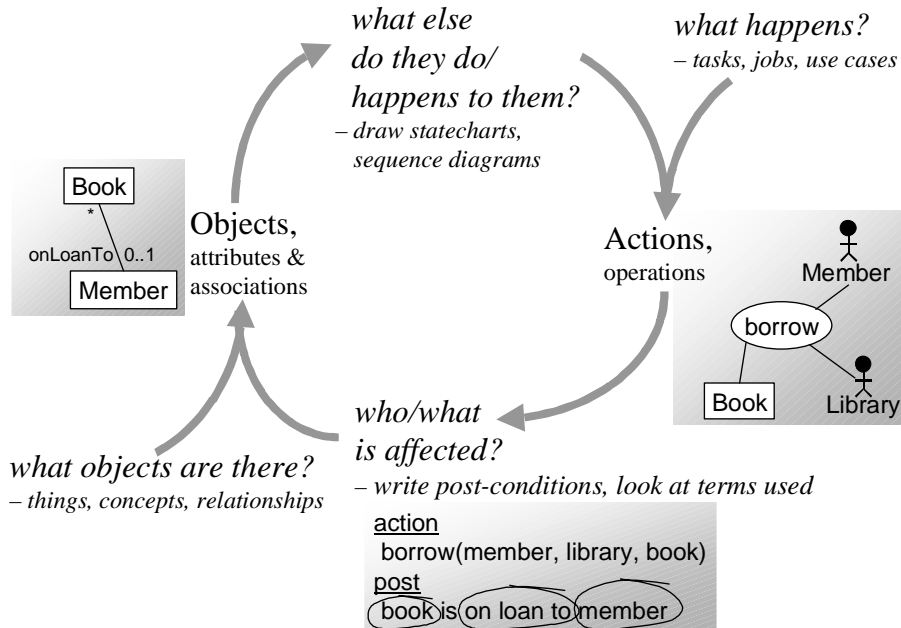 what else
do they do/
happens to them?
– draw statecharts,
sequence diagrams
what happens?
– tasks, jobs, use cases
Book
*
onLoanTo 0..1
Member
Objects,
attributes &
associations
Actions,
operations
Member
borrow
Book
Library
what objects are there?
– things, concepts, relationships
who/what
is affected?
– write post-conditions, look at terms used
action
borrow(member, library, book)
post
book is on loan to member